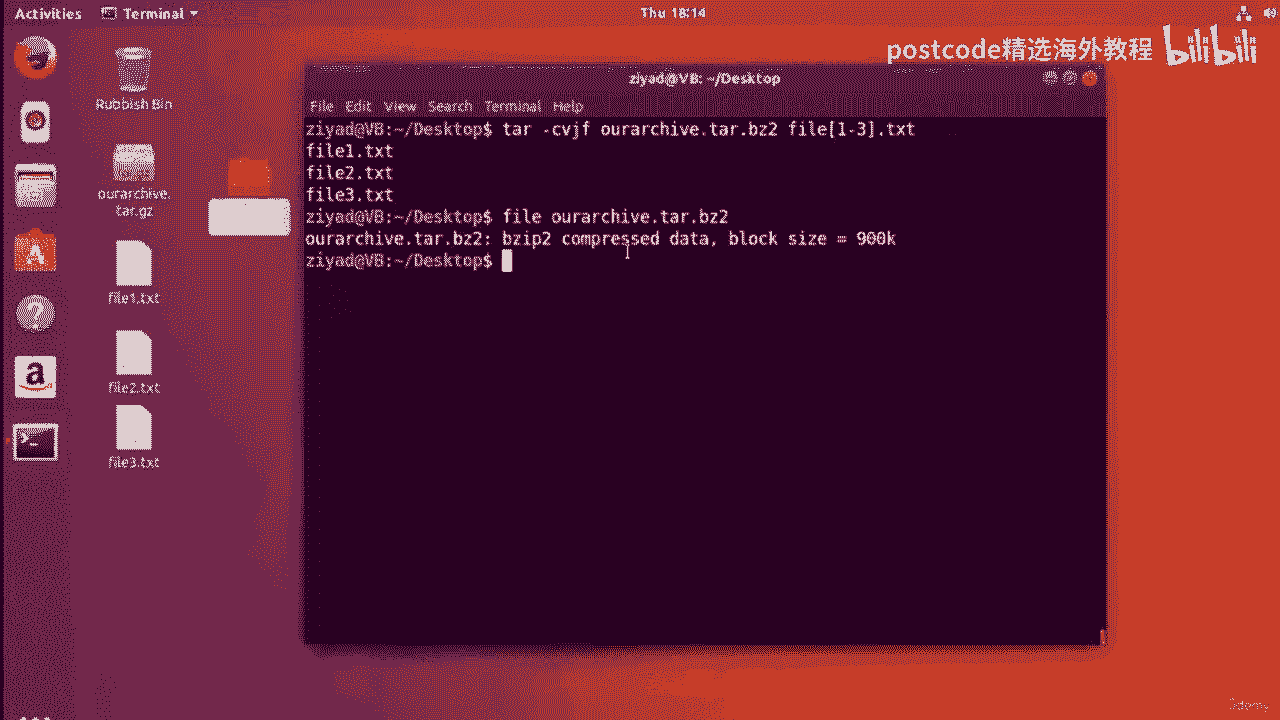 Activities
Terminal
Thu 18:14
postcode精选海外教程 bilibili
Rubbish Bin
ourarchive.
tar.gz
file1.txt
file2.txt
file3.txt
ziyad@VB: ~/Desktop
File Edit View Search Terminal Help
ziyad@VB:~/Desktop$ tar -cvjf ourarchive.tar.bz2 file[1-3].txt
file1.txt
file2.txt
file3.txt
ziyad@VB:~/Desktop$ file ourarchive.tar.bz2
ourarchive.tar.bz2: bzip2 compressed data, block size = 900k
ziyad@VB:~/Desktop$
Udemy